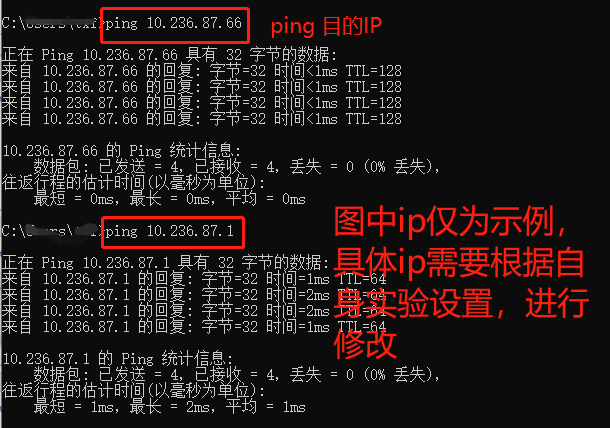 C:\Users\txf>ping 10.236.87.66
ping 目的IP
正在 Ping 10.236.87.66 具有 32 字节的数据:
来自 10.236.87.66 的回复: 字节=32 时间<1ms TTL=128
来自 10.236.87.66 的回复: 字节=32 时间<1ms TTL=128
来自 10.236.87.66 的回复: 字节=32 时间<1ms TTL=128
来自 10.236.87.66 的回复: 字节=32 时间<1ms TTL=128
10.236.87.66 的 Ping 统计信息:
数据包: 已发送 = 4, 已接收 = 4, 丢失 = 0 (0% 丢失),
往返行程的估计时间(以毫秒为单位):
最短 = 0ms, 最长 = 0ms, 平均 = 0ms
ping 10.236.87.1
正在 Ping 10.236.87.1 具有 32 字节的数据:
来自 10.236.87.1 的回复: 字节=32 时间=1ms TTL=64
来自 10.236.87.1 的回复: 字节=32 时间=2ms TTL=64
来自 10.236.87.1 的回复: 字节=32 时间=2ms TTL=64
来自 10.236.87.1 的回复: 字节=32 时间=1ms TTL=64
10.236.87.1 的 Ping 统计信息:
数据包: 已发送 = 4, 已接收 = 4, 丢失 = 0 (0% 丢失),
往返行程的估计时间(以毫秒为单位):
最短 = 1ms, 最长 = 2ms, 平均 = 1ms
图中ip仅为示例,
具体ip需要根据自
身实验设置, 进行
修改